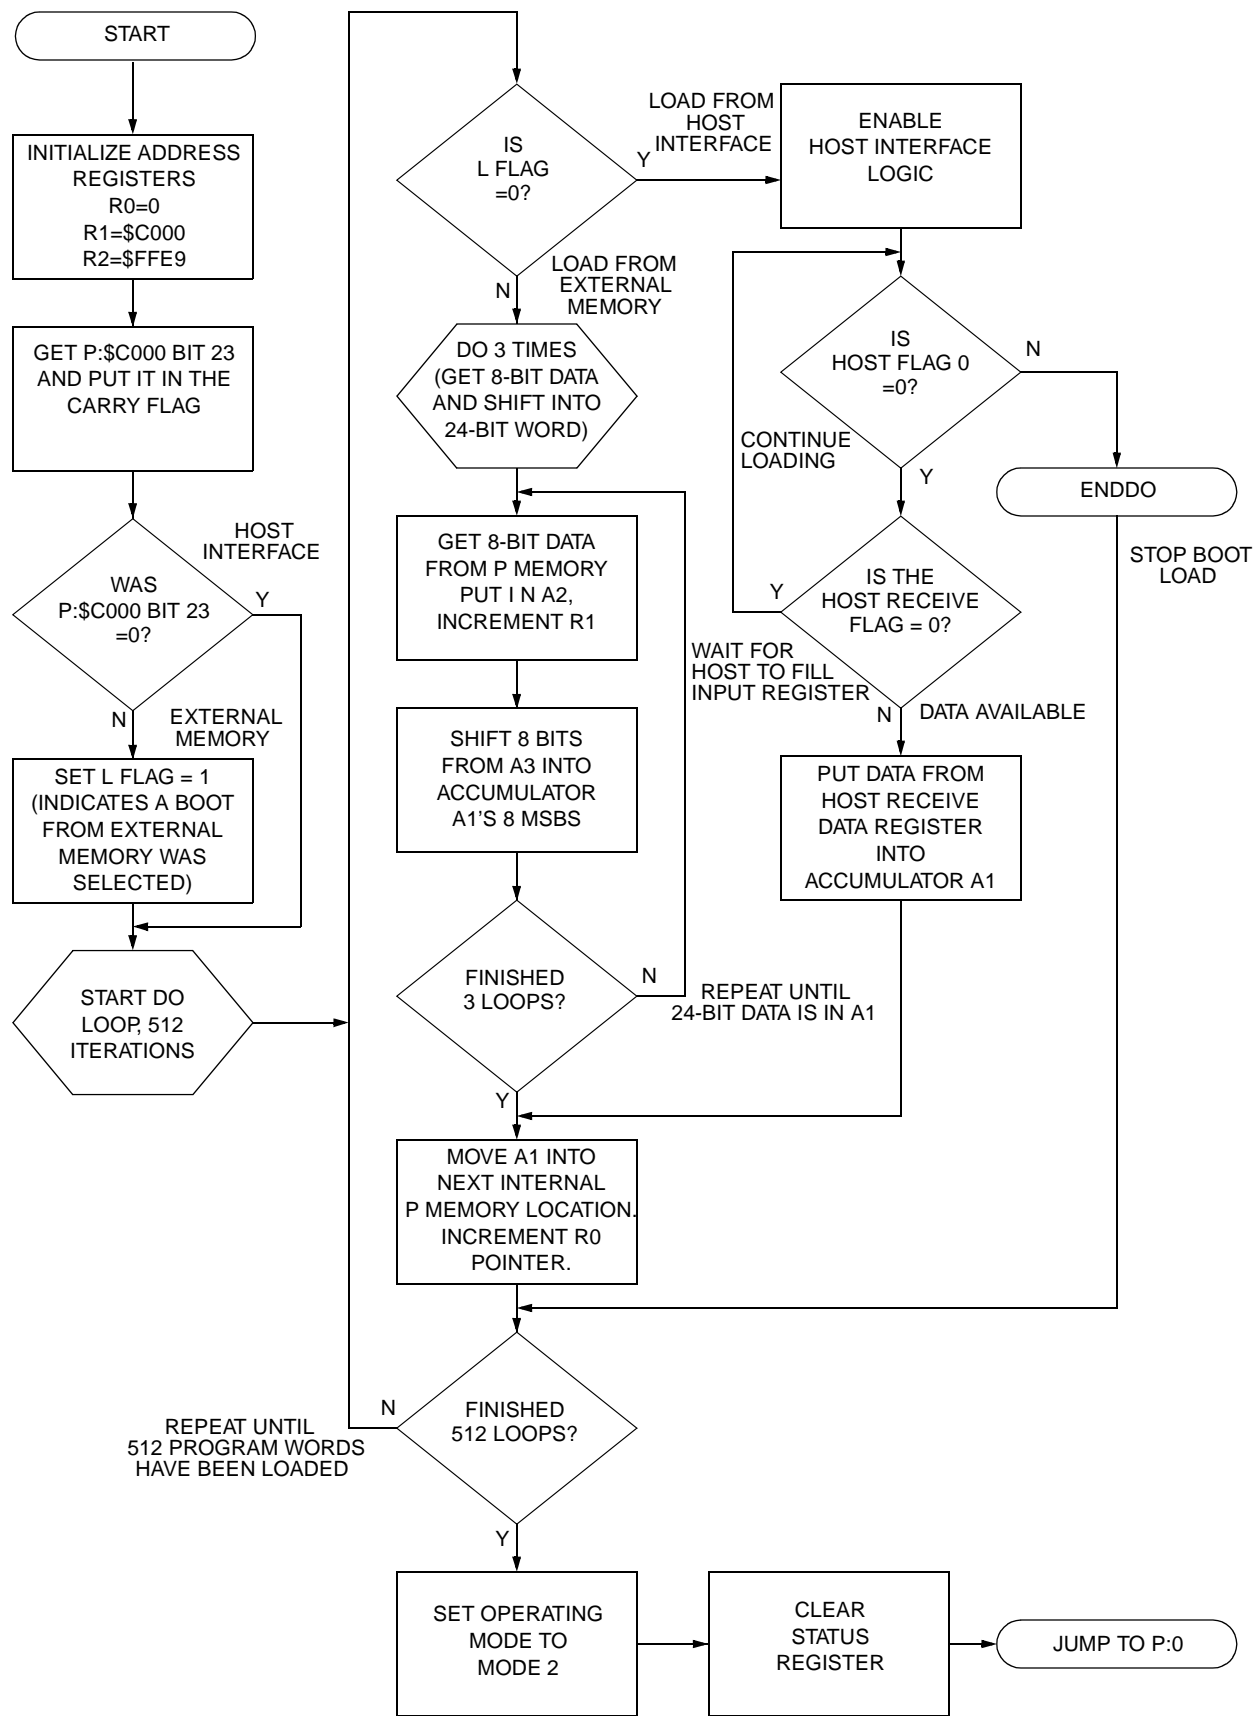 START
INITIALIZE ADDRESS
REGISTERS
R0=0
R1=$C000
R2=$FFE9
GET P:$C000 BIT 23
AND PUT IT IN THE
CARRY FLAG
HOST
INTERFACE
WAS
P:$C000 BIT 23
=0?
Y
N
EXTERNAL
MEMORY
SET L FLAG = 1
(INDICATES A BOOT
FROM EXTERNAL
MEMORY WAS
SELECTED)
START DO
LOOP, 512
ITERATIONS
IS
L FLAG
=0?
LOAD FROM
HOST
INTERFACE
Y
ENABLE
HOST INTERFACE
LOGIC
N
LOAD FROM
EXTERNAL
MEMORY
DO 3 TIMES
(GET 8-BIT DATA
AND SHIFT INTO
24-BIT WORD)
GET 8-BIT DATA
FROM P MEMORY
PUT I N A2,
INCREMENT R1
SHIFT 8 BITS
FROM A3 INTO
ACCUMULATOR
A1'S 8 MSBS
FINISHED
3 LOOPS?
N
REPEAT UNTIL
24-BIT DATA IS IN A1
Y
IS
HOST FLAG 0
=0?
N
CONTINUE
LOADING
Y
ENDDO
STOP BOOT
LOAD
IS THE
HOST RECEIVE
FLAG = 0?
Y
WAIT FOR
HOST TO FILL
INPUT REGISTER
N
DATA AVAILABLE
PUT DATA FROM
HOST RECEIVE
DATA REGISTER
INTO
ACCUMULATOR A1
MOVE A1 INTO
NEXT INTERNAL
P MEMORY LOCATION.
INCREMENT R0
POINTER.
FINISHED
512 LOOPS?
N
REPEAT UNTIL
512 PROGRAM WORDS
HAVE BEEN LOADED
Y
SET OPERATING
MODE TO
MODE 2
CLEAR
STATUS
REGISTER
JUMP TO P:0